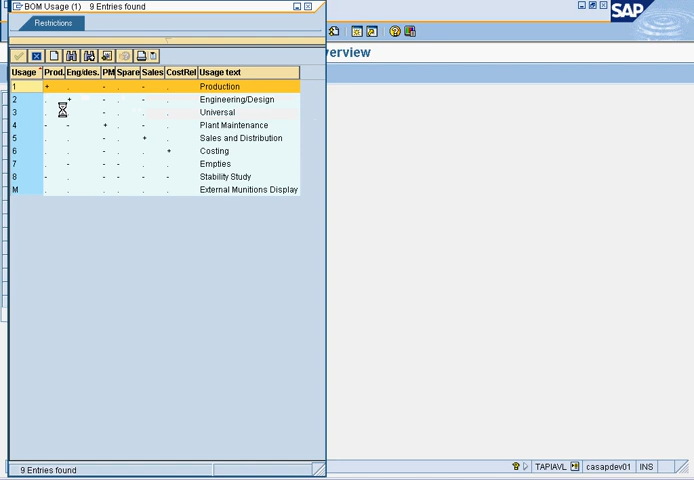 BOM Usage (1) 9 Entries found
SAP
Restrictions
verview
Usage Prod. Eng/des. PM Spare Sales CostRel Usage text
1 + . - . - . Production
2 . + . . - . Engineering/Design
3 . . . . . . Universal
4 - - + . - . Plant Maintenance
5 . . - . + . Sales and Distribution
6 . . - . . + Costing
7 . - - - . . Empties
8 - - - . - . Stability Study
M . . . . . . External Munitions Display
9 Entries found
TAPIAVL casapdev01 INS